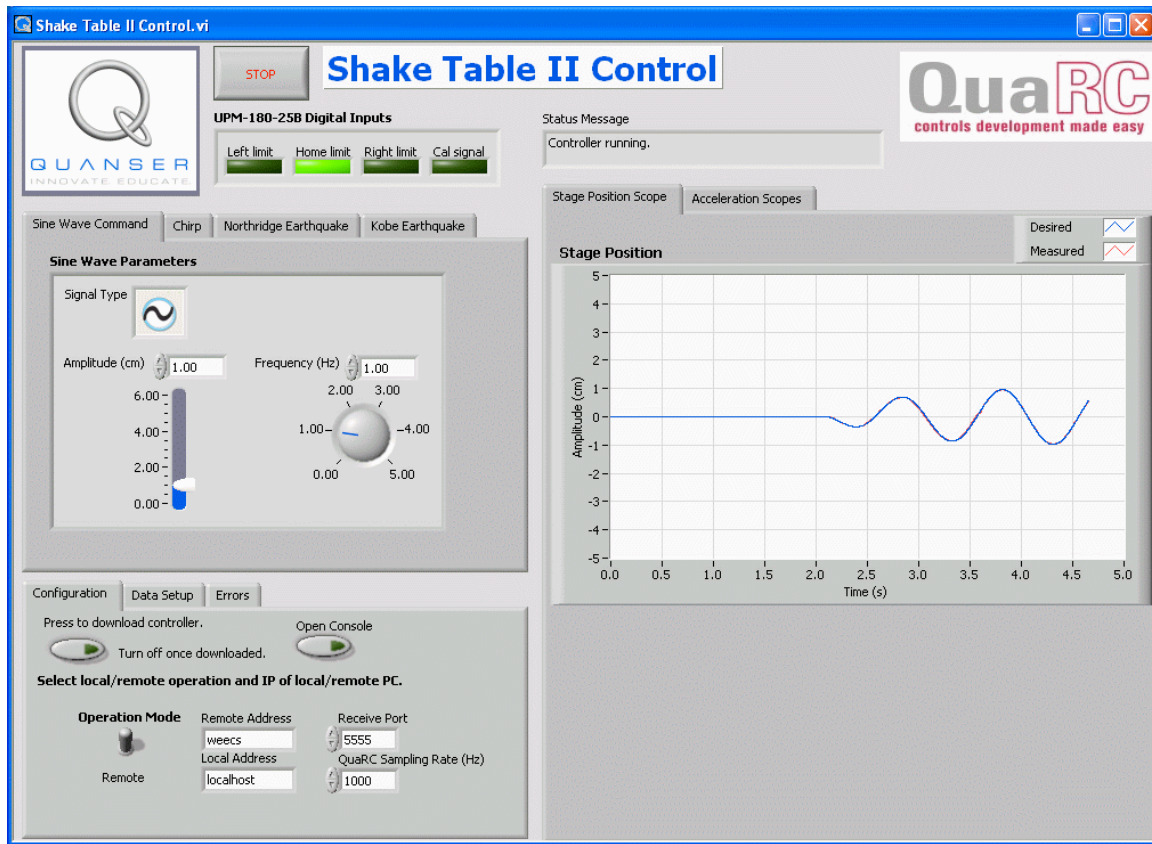 Shake Table II Control.vi
QUANSER
INNOVATE. EDUCATE.
STOP
Shake Table II Control
QuaRC
controls development made easy
UPM-180-25B Digital Inputs
Left limit Home limit Right limit Cal signal
Status Message
Controller running.
Sine Wave Command Chirp Northridge Earthquake Kobe Earthquake
Sine Wave Parameters
Signal Type
Amplitude (cm) 1.00
6.00
4.00
2.00
0.00
Frequency (Hz) 1.00
2.00 3.00
1.00 4.00
0.00 5.00
Stage Position Scope Acceleration Scopes
Desired
Measured
Stage Position
Amplitude (cm)
5
4
3
2
1
0
-1
-2
-3
-4
-5
0.0 0.5 1.0 1.5 2.0 2.5 3.0 3.5 4.0 4.5 5.0
Time (s)
Configuration Data Setup Errors
Press to download controller.
Turn off once downloaded.
Open Console
Select local/remote operation and IP of local/remote PC.
Operation Mode
Remote
Remote Address
weecs
Local Address
localhost
Receive Port
5555
QuaRC Sampling Rate (Hz)
1000